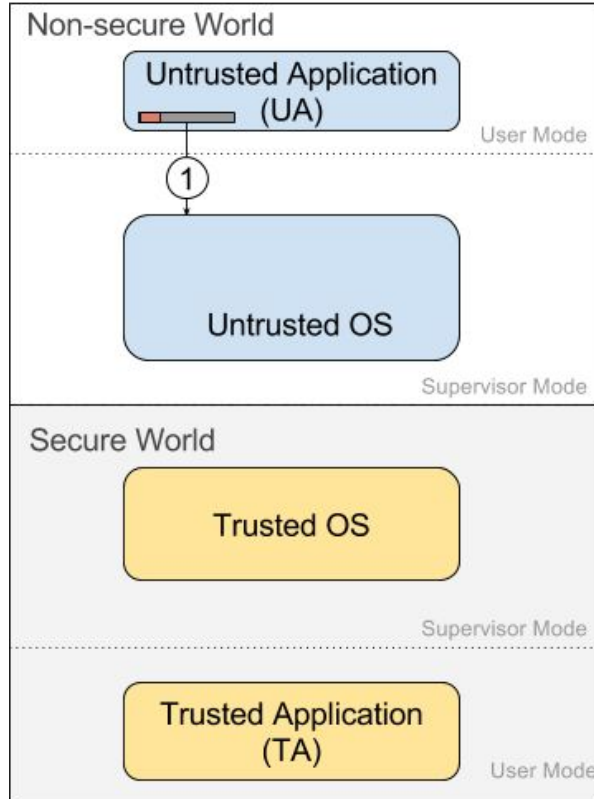 Non-secure World
Untrusted Application
(UA)
User Mode
1
Untrusted OS
Supervisor Mode
Secure World
Trusted OS
Supervisor Mode
Trusted Application
(TA)
User Mode